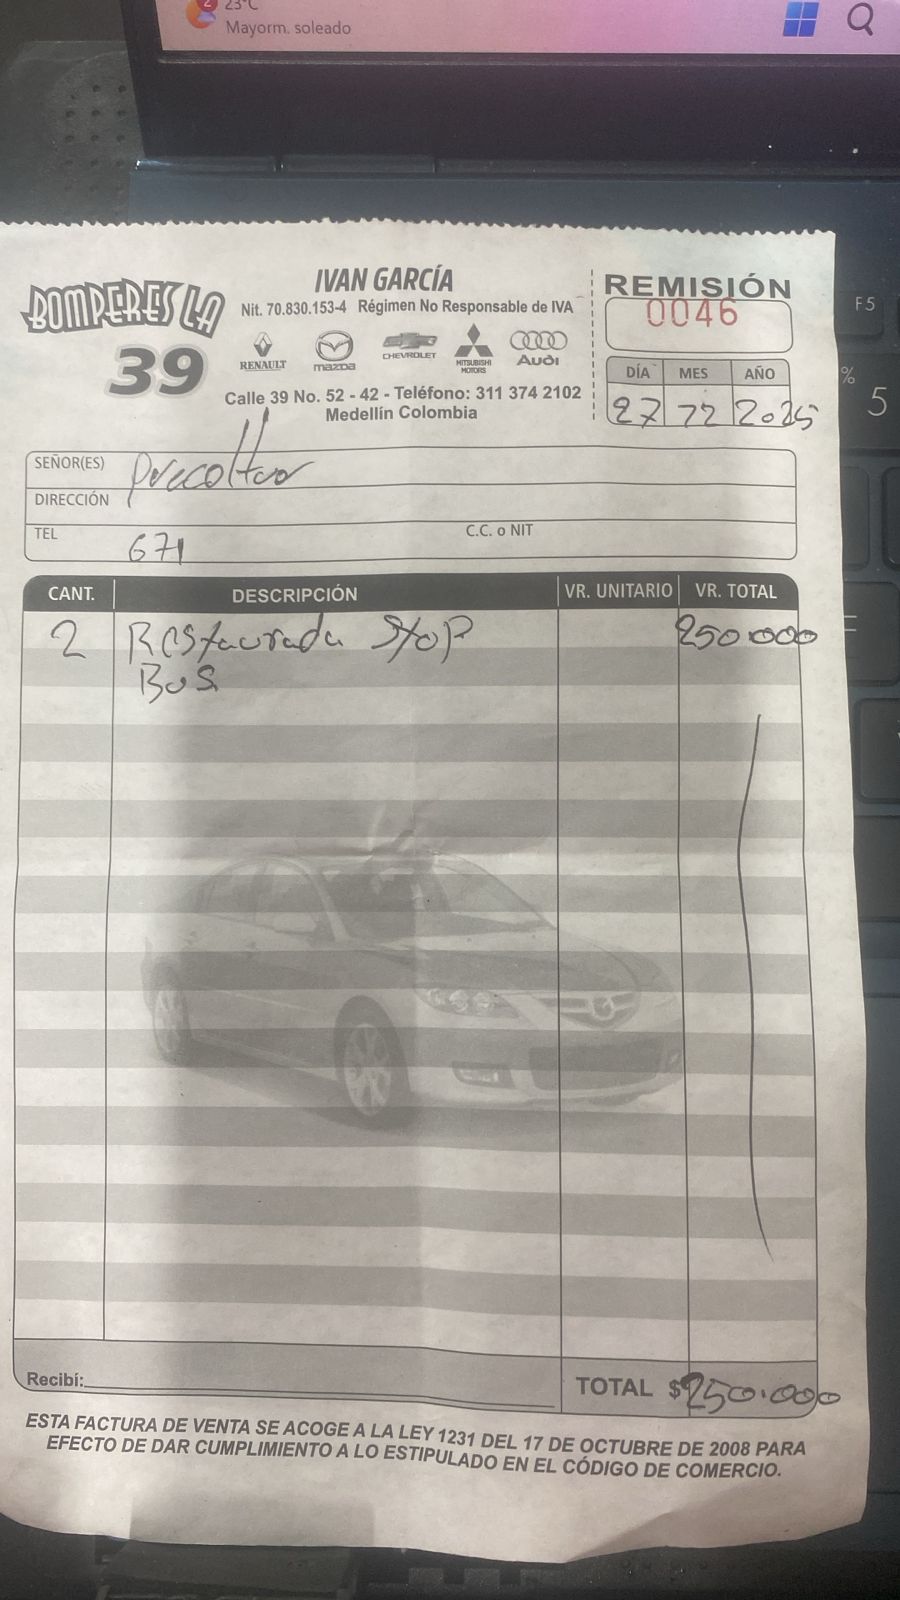 23°C
Mayorm. soleado
F5
%
5
BOMPERES LA
39
IVAN GARCÍA
Nit. 70.830.153-4 Régimen No Responsable de IVA
RENAULT mazda CHEVROLET MITSUBISHI MOTORS Audi
Calle 39 No. 52 - 42 - Teléfono: 311 374 2102
Medellín Colombia
REMISIÓN
0046
DÍA MES AÑO
27 12 2025
SEÑOR(ES)
DIRECCIÓN
TEL 671 C.C. o NIT
CANT. DESCRIPCIÓN VR. UNITARIO VR. TOTAL
2 Restaurada Stop 250.000
Bus
Recibí: TOTAL $ 250.000
ESTA FACTURA DE VENTA SE ACOGE A LA LEY 1231 DEL 17 DE OCTUBRE DE 2008 PARA
EFECTO DE DAR CUMPLIMIENTO A LO ESTIPULADO EN EL CÓDIGO DE COMERCIO.